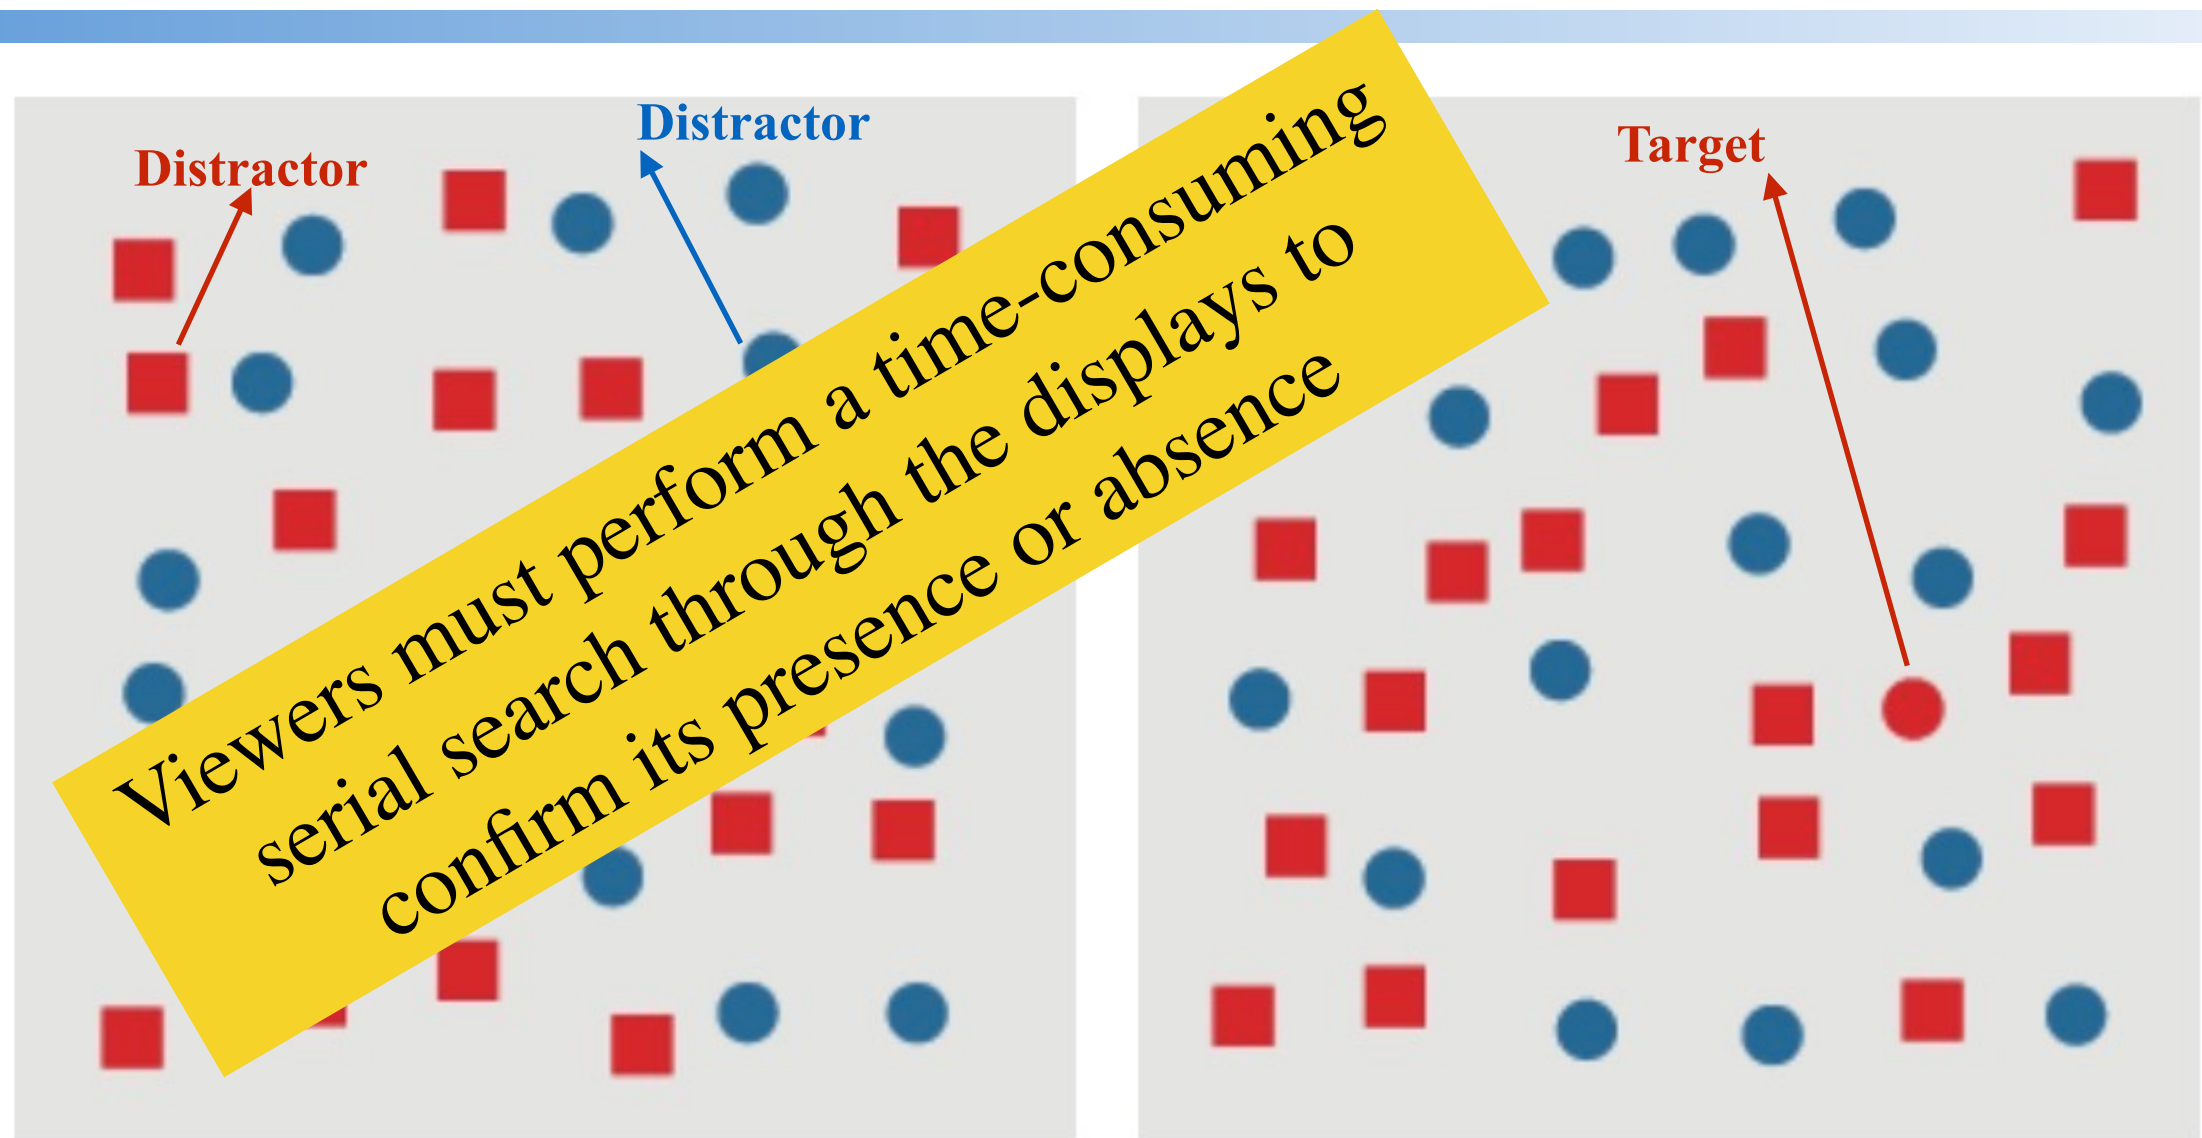 Distractor
Distractor
Target
Viewers must perform a time-consuming
serial search through the displays to
confirm its presence or absence